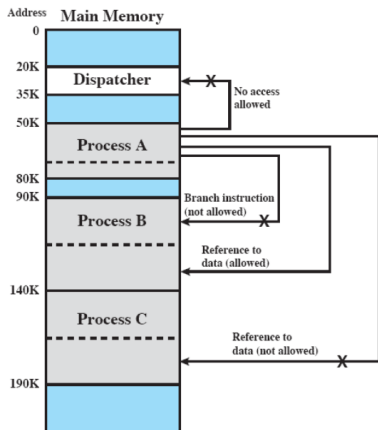 Address
Main Memory
0
20K
Dispatcher
X
35K
No access
allowed
50K
Process A
80K
90K
Branch instruction
(not allowed)
X
Process B
Reference to
data (allowed)
140K
Process C
Reference to
data (not allowed)
X
190K